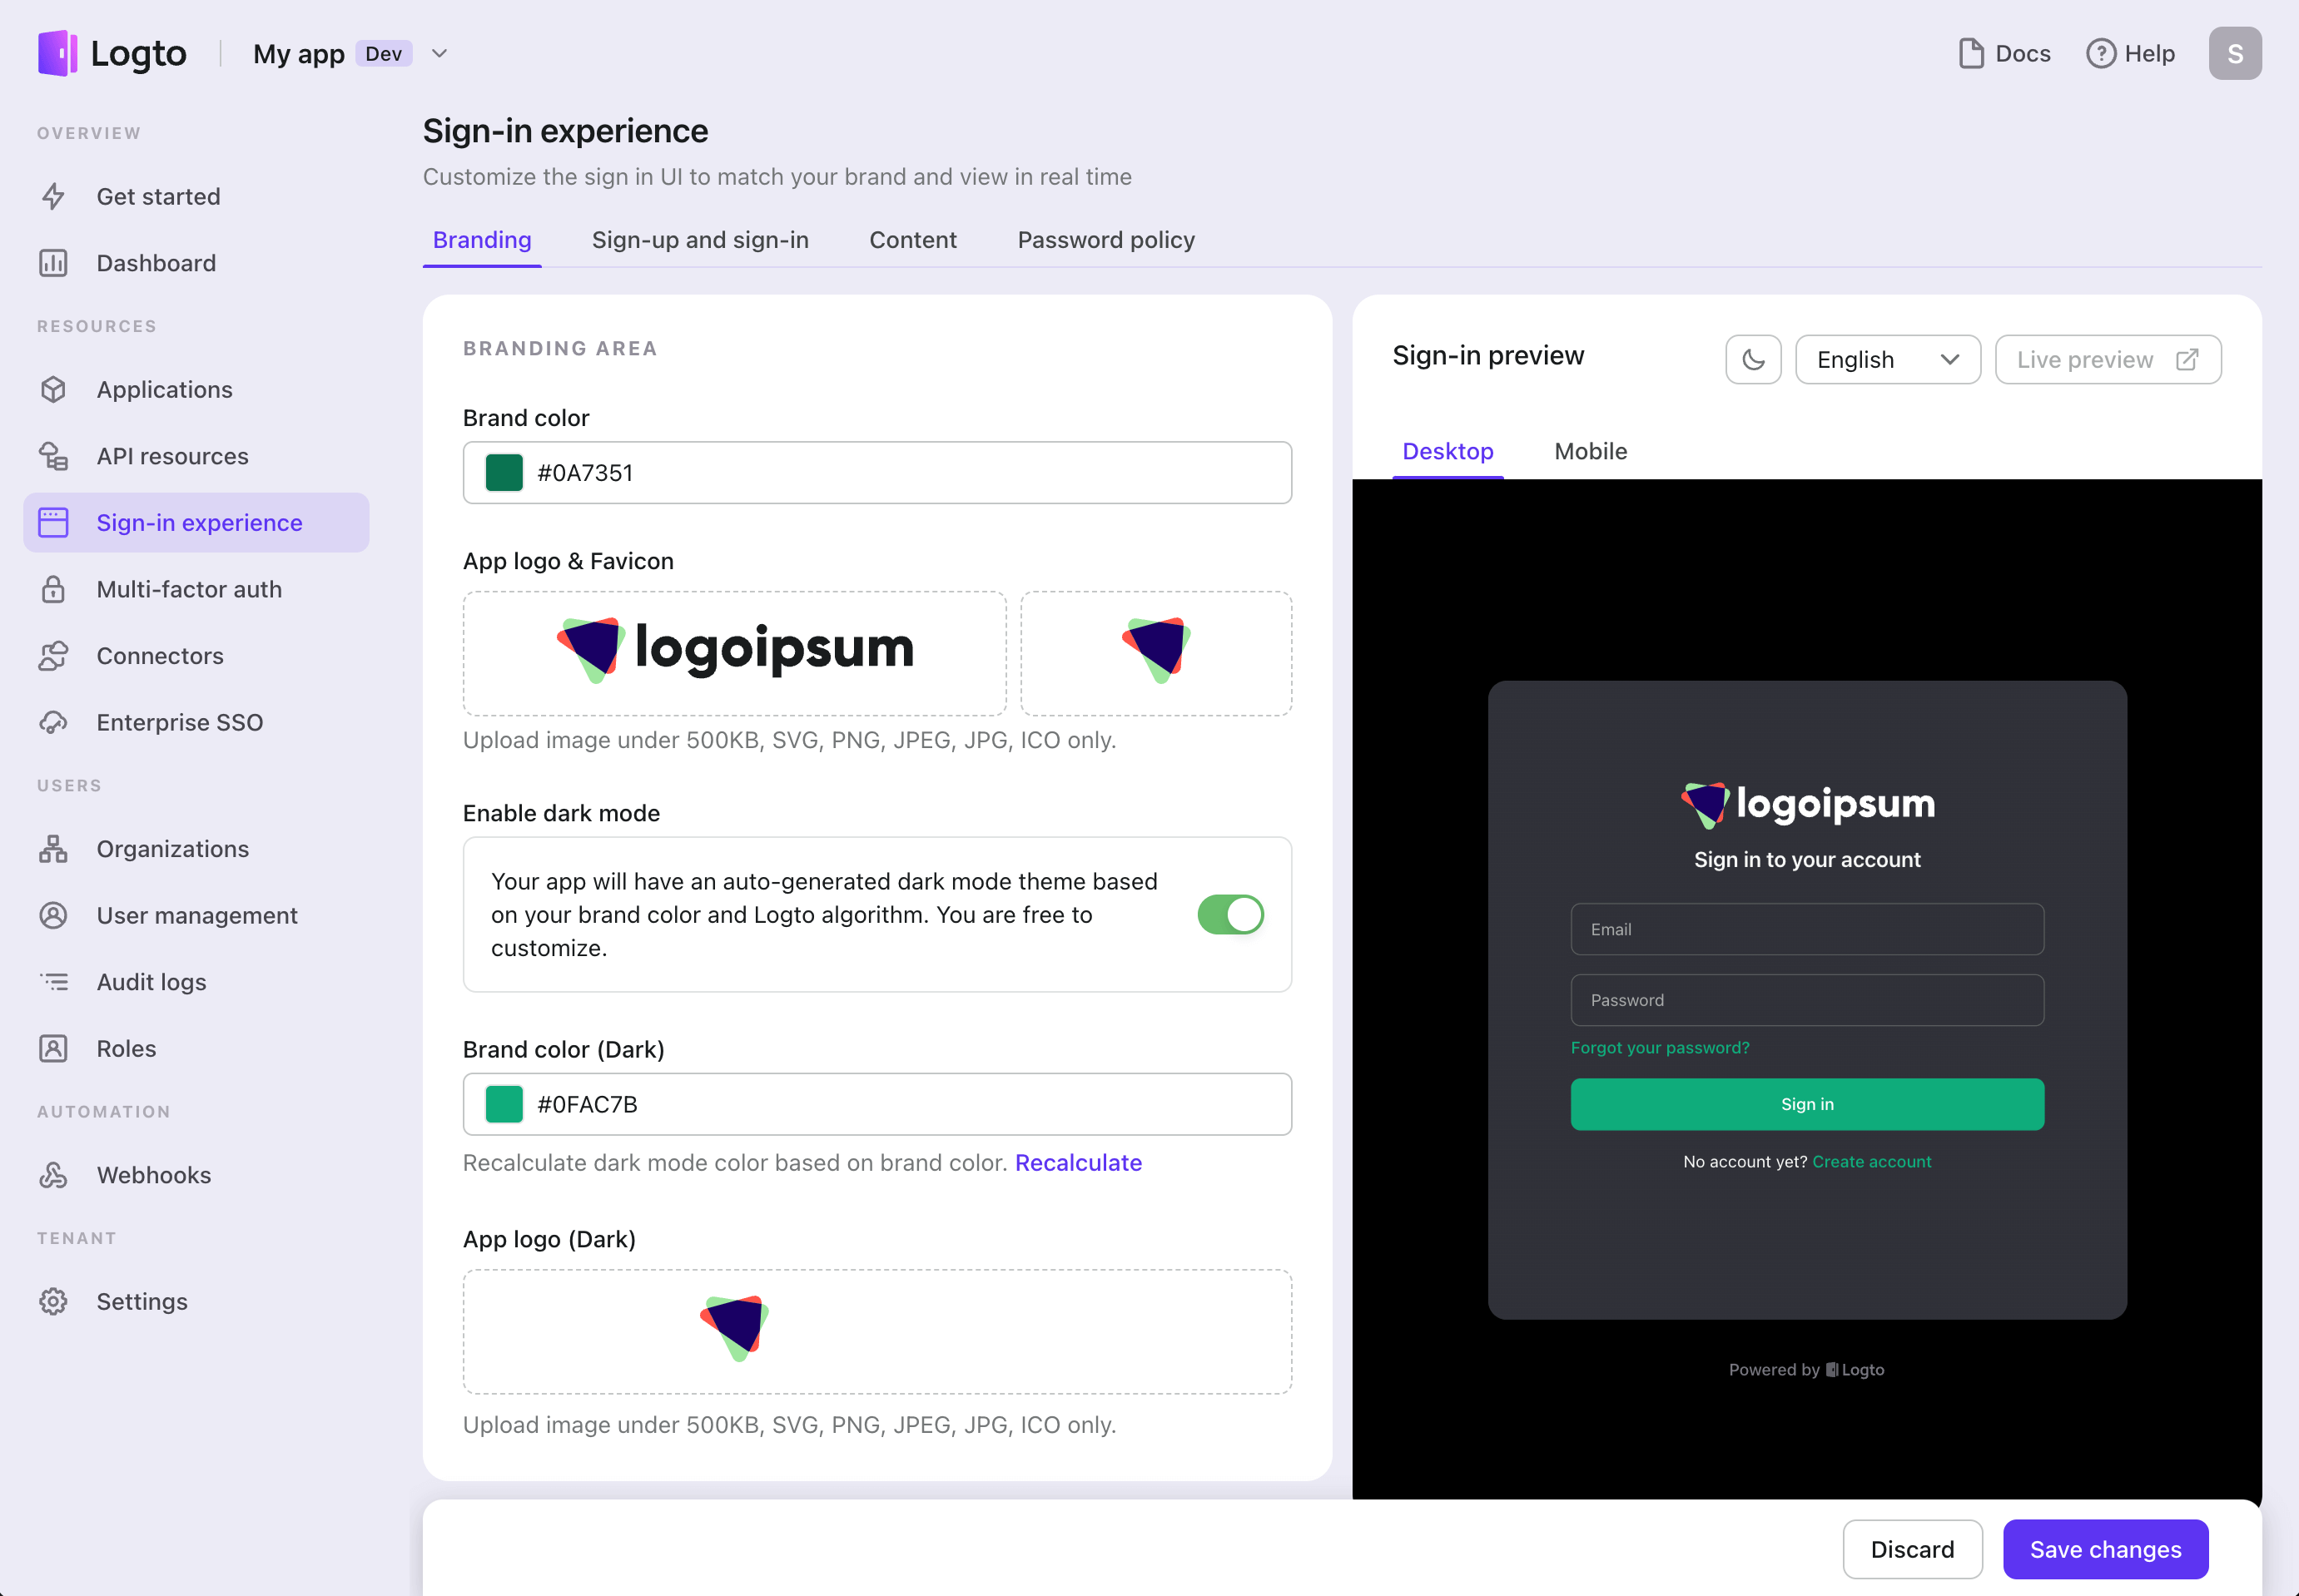 Logto
My app Dev
Docs
Help
S
OVERVIEW
Get started
Dashboard
RESOURCES
Applications
API resources
Sign-in experience
Multi-factor auth
Connectors
Enterprise SSO
USERS
Organizations
User management
Audit logs
Roles
AUTOMATION
Webhooks
TENANT
Settings
Sign-in experience
Customize the sign in UI to match your brand and view in real time
Branding
Sign-up and sign-in
Content
Password policy
BRANDING AREA
Brand color
#0A7351
App logo & Favicon
logoipsum
Upload image under 500KB, SVG, PNG, JPEG, JPG, ICO only.
Enable dark mode
Your app will have an auto-generated dark mode theme based
on your brand color and Logto algorithm. You are free to
customize.
Brand color (Dark)
#0FAC7B
Recalculate dark mode color based on brand color. Recalculate
App logo (Dark)
Upload image under 500KB, SVG, PNG, JPEG, JPG, ICO only.
Sign-in preview
English
Live preview
Desktop
Mobile
logoipsum
Sign in to your account
Email
Password
Forgot your password?
Sign in
No account yet? Create account
Powered by Logto
Discard
Save changes